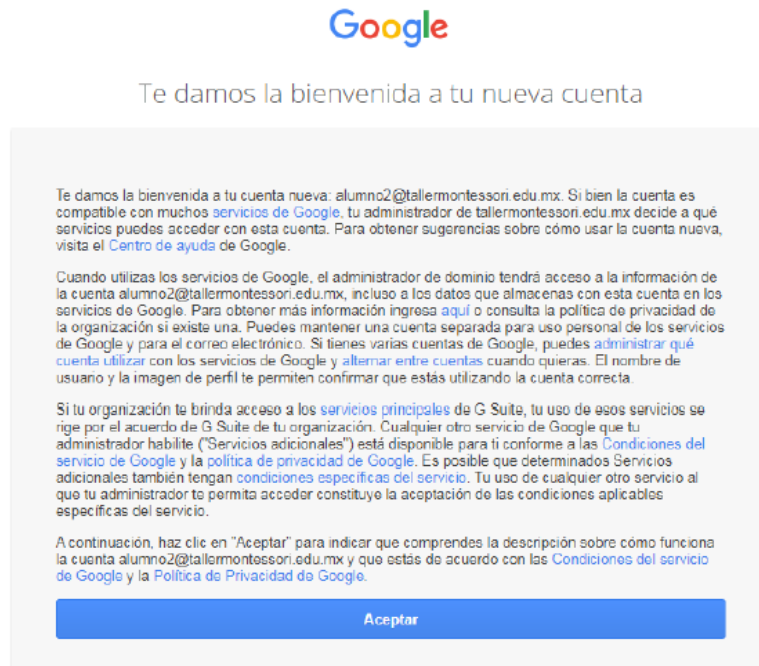 Google
Te damos la bienvenida a tu nueva cuenta
Te damos la bienvenida a tu cuenta nueva: alumno2@tallermontessori.edu.mx. Si bien la cuenta es
compatible con muchos servicios de Google, tu administrador de tallermontessori.edu.mx decide a qué
servicios puedes acceder con esta cuenta. Para obtener sugerencias sobre cómo usar la cuenta nueva,
visita el Centro de ayuda de Google.
Cuando utilizas los servicios de Google, el administrador de dominio tendrá acceso a la información de
la cuenta alumno2@tallermontessori.edu.mx, incluso a los datos que almacenas con esta cuenta en los
servicios de Google. Para obtener más información ingresa aquí o consulta la política de privacidad de
la organización si existe una. Puedes mantener una cuenta separada para uso personal de los servicios
de Google y para el correo electrónico. Si tienes varias cuentas de Google, puedes administrar qué
cuenta utilizar con los servicios de Google y alternar entre cuentas cuando quieras. El nombre de
usuario y la imagen de perfil te permiten confirmar que estás utilizando la cuenta correcta.
Si tu organización te brinda acceso a los servicios principales de G Suite, tu uso de esos servicios se
rige por el acuerdo de G Suite de tu organización. Cualquier otro servicio de Google que tu
administrador habilite ("Servicios adicionales") está disponible para ti conforme a las Condiciones del
servicio de Google y la política de privacidad de Google. Es posible que determinados Servicios
adicionales también tengan condiciones específicas del servicio. Tu uso de cualquier otro servicio al
que tu administrador te permita acceder constituye la aceptación de las condiciones aplicables
específicas del servicio.
A continuación, haz clic en "Aceptar" para indicar que comprendes la descripción sobre cómo funciona
la cuenta alumno2@tallermontessori.edu.mx y que estás de acuerdo con las Condiciones del servicio
de Google y la Política de Privacidad de Google.
Aceptar